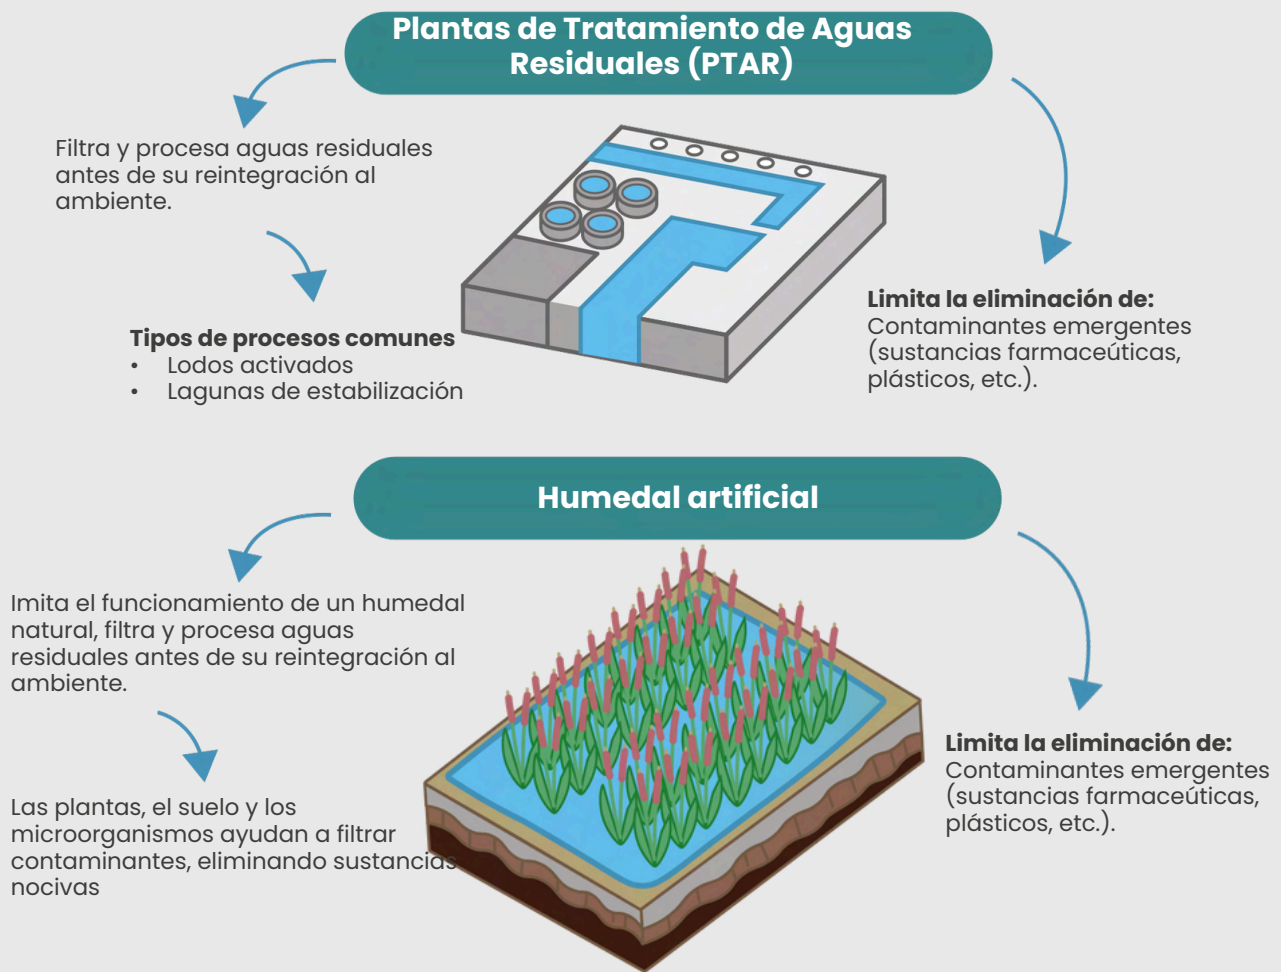 Plantas de Tratamiento de Aguas
Residuales (PTAR)
Filtra y procesa aguas residuales
antes de su reintegración al
ambiente.
Tipos de procesos comunes
• Lodos activados
• Lagunas de estabilización
Limita la eliminación de:
Contaminantes emergentes
(sustancias farmaceúticas,
plásticos, etc.).
Humedal artificial
Imita el funcionamiento de un humedal
natural, filtra y procesa aguas
residuales antes de su reintegración al
ambiente.
Las plantas, el suelo y los
microorganismos ayudan a filtrar
contaminantes, eliminando sustancias
nocivas
Limita la eliminación de:
Contaminantes emergentes
(sustancias farmaceúticas,
plásticos, etc.).